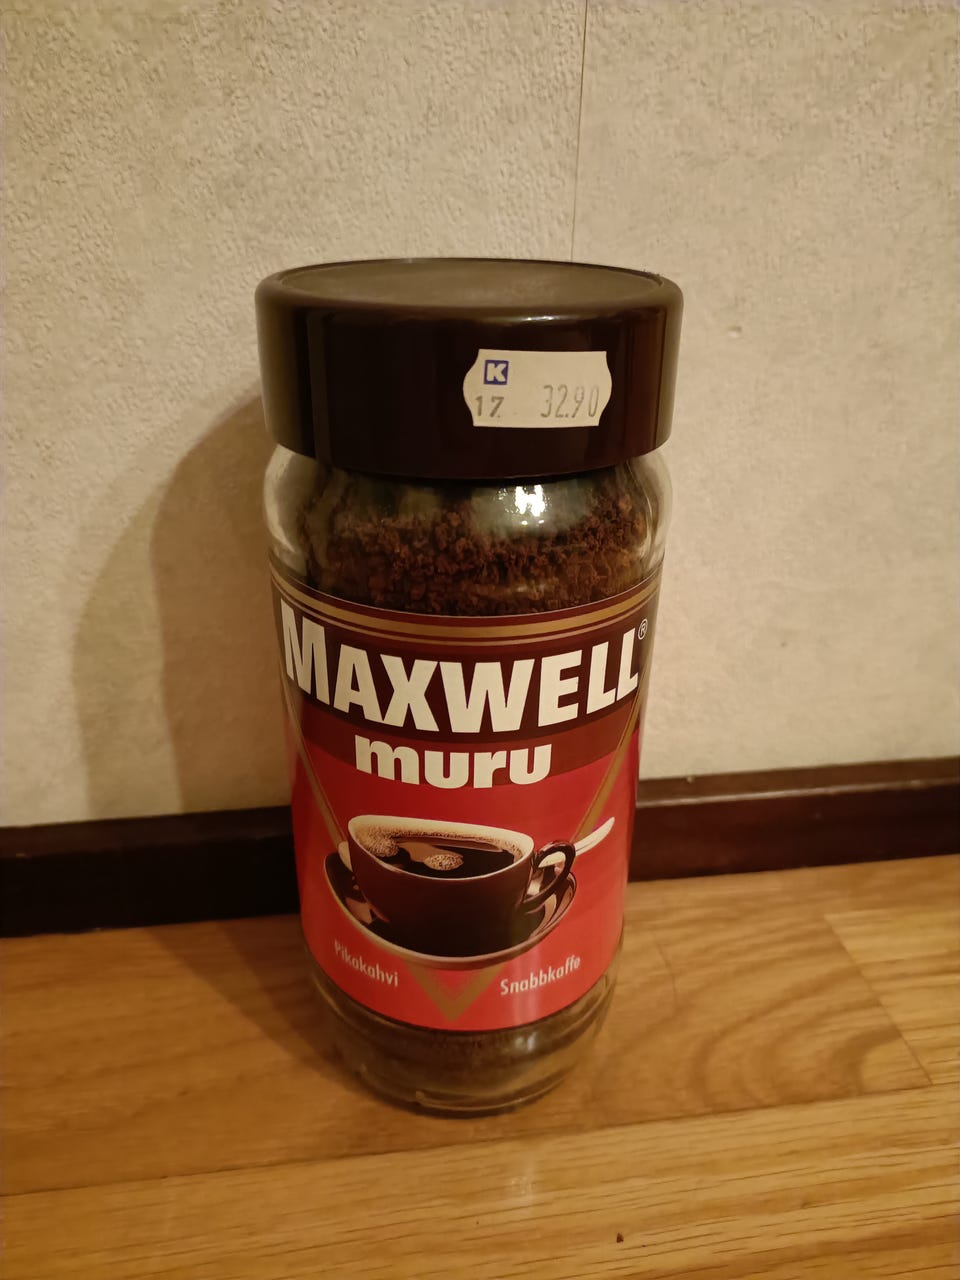 K
17 32.90
MAXWELL®
muru
Pikakahvi
Snabbkaffe